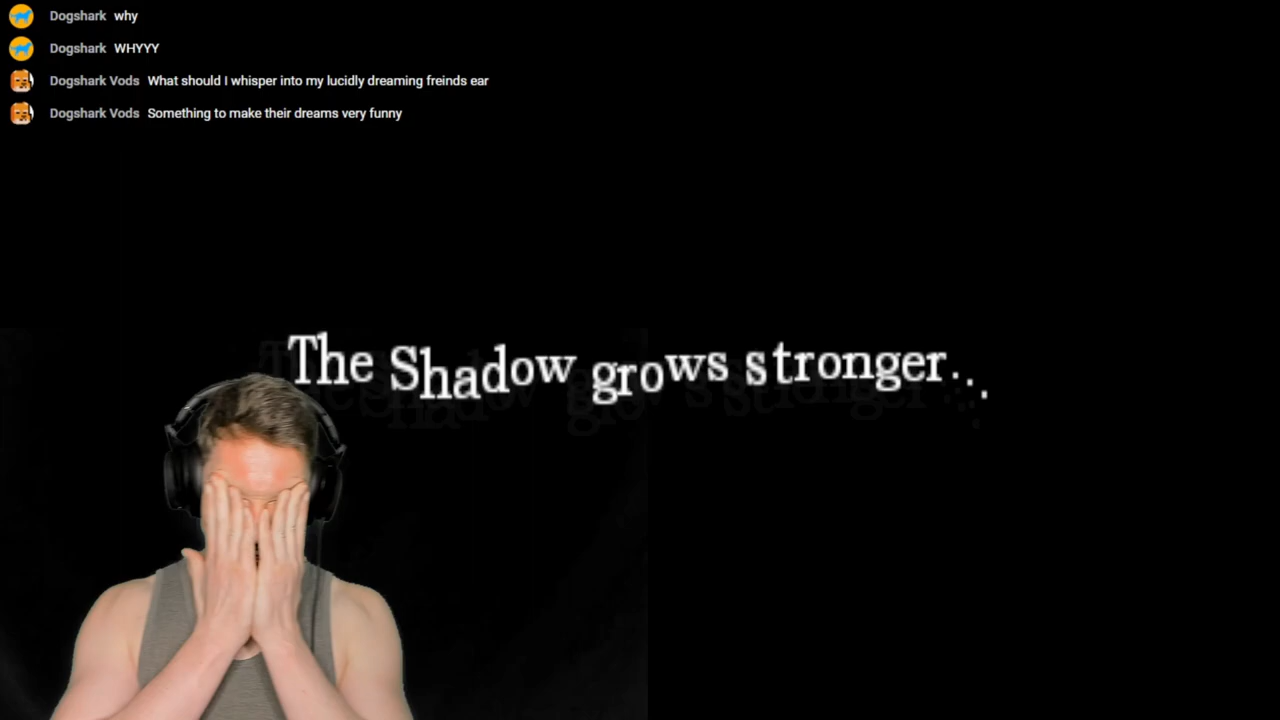 Dogshark why
Dogshark WHYYY
Dogshark Vods What should I whisper into my lucidly dreaming freinds ear
Dogshark Vods Something to make their dreams very funny
The Shadow grows stronger...